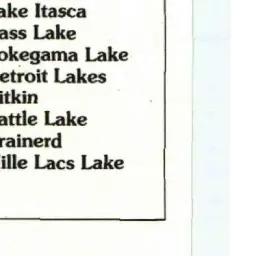 ake Itasca
ass Lake
okegama Lake
etroit Lakes
itkin
attle Lake
rainerd
ille Lacs Lake